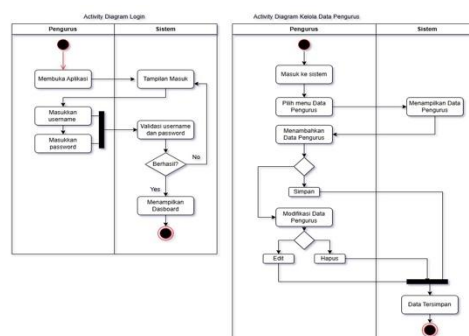 Activity Diagram Login
Pengurus
Sistem
Membuka Aplikasi
Tampilan Masuk
Masukkan
username
Masukkan
password
Validasi username
dan password
Berhasil?
No
Yes
Menampilkan
Dasboard
Activity Diagram Kelola Data Pengurus
Pengurus
Sistem
Masuk ke sistem
Pilih menu Data
Pengurus
Menampilkan Data
Pengurus
Menambahkan
Data Pengurus
Simpan
Modifikasi Data
Pengurus
Edit
Hapus
Data Tersimpan